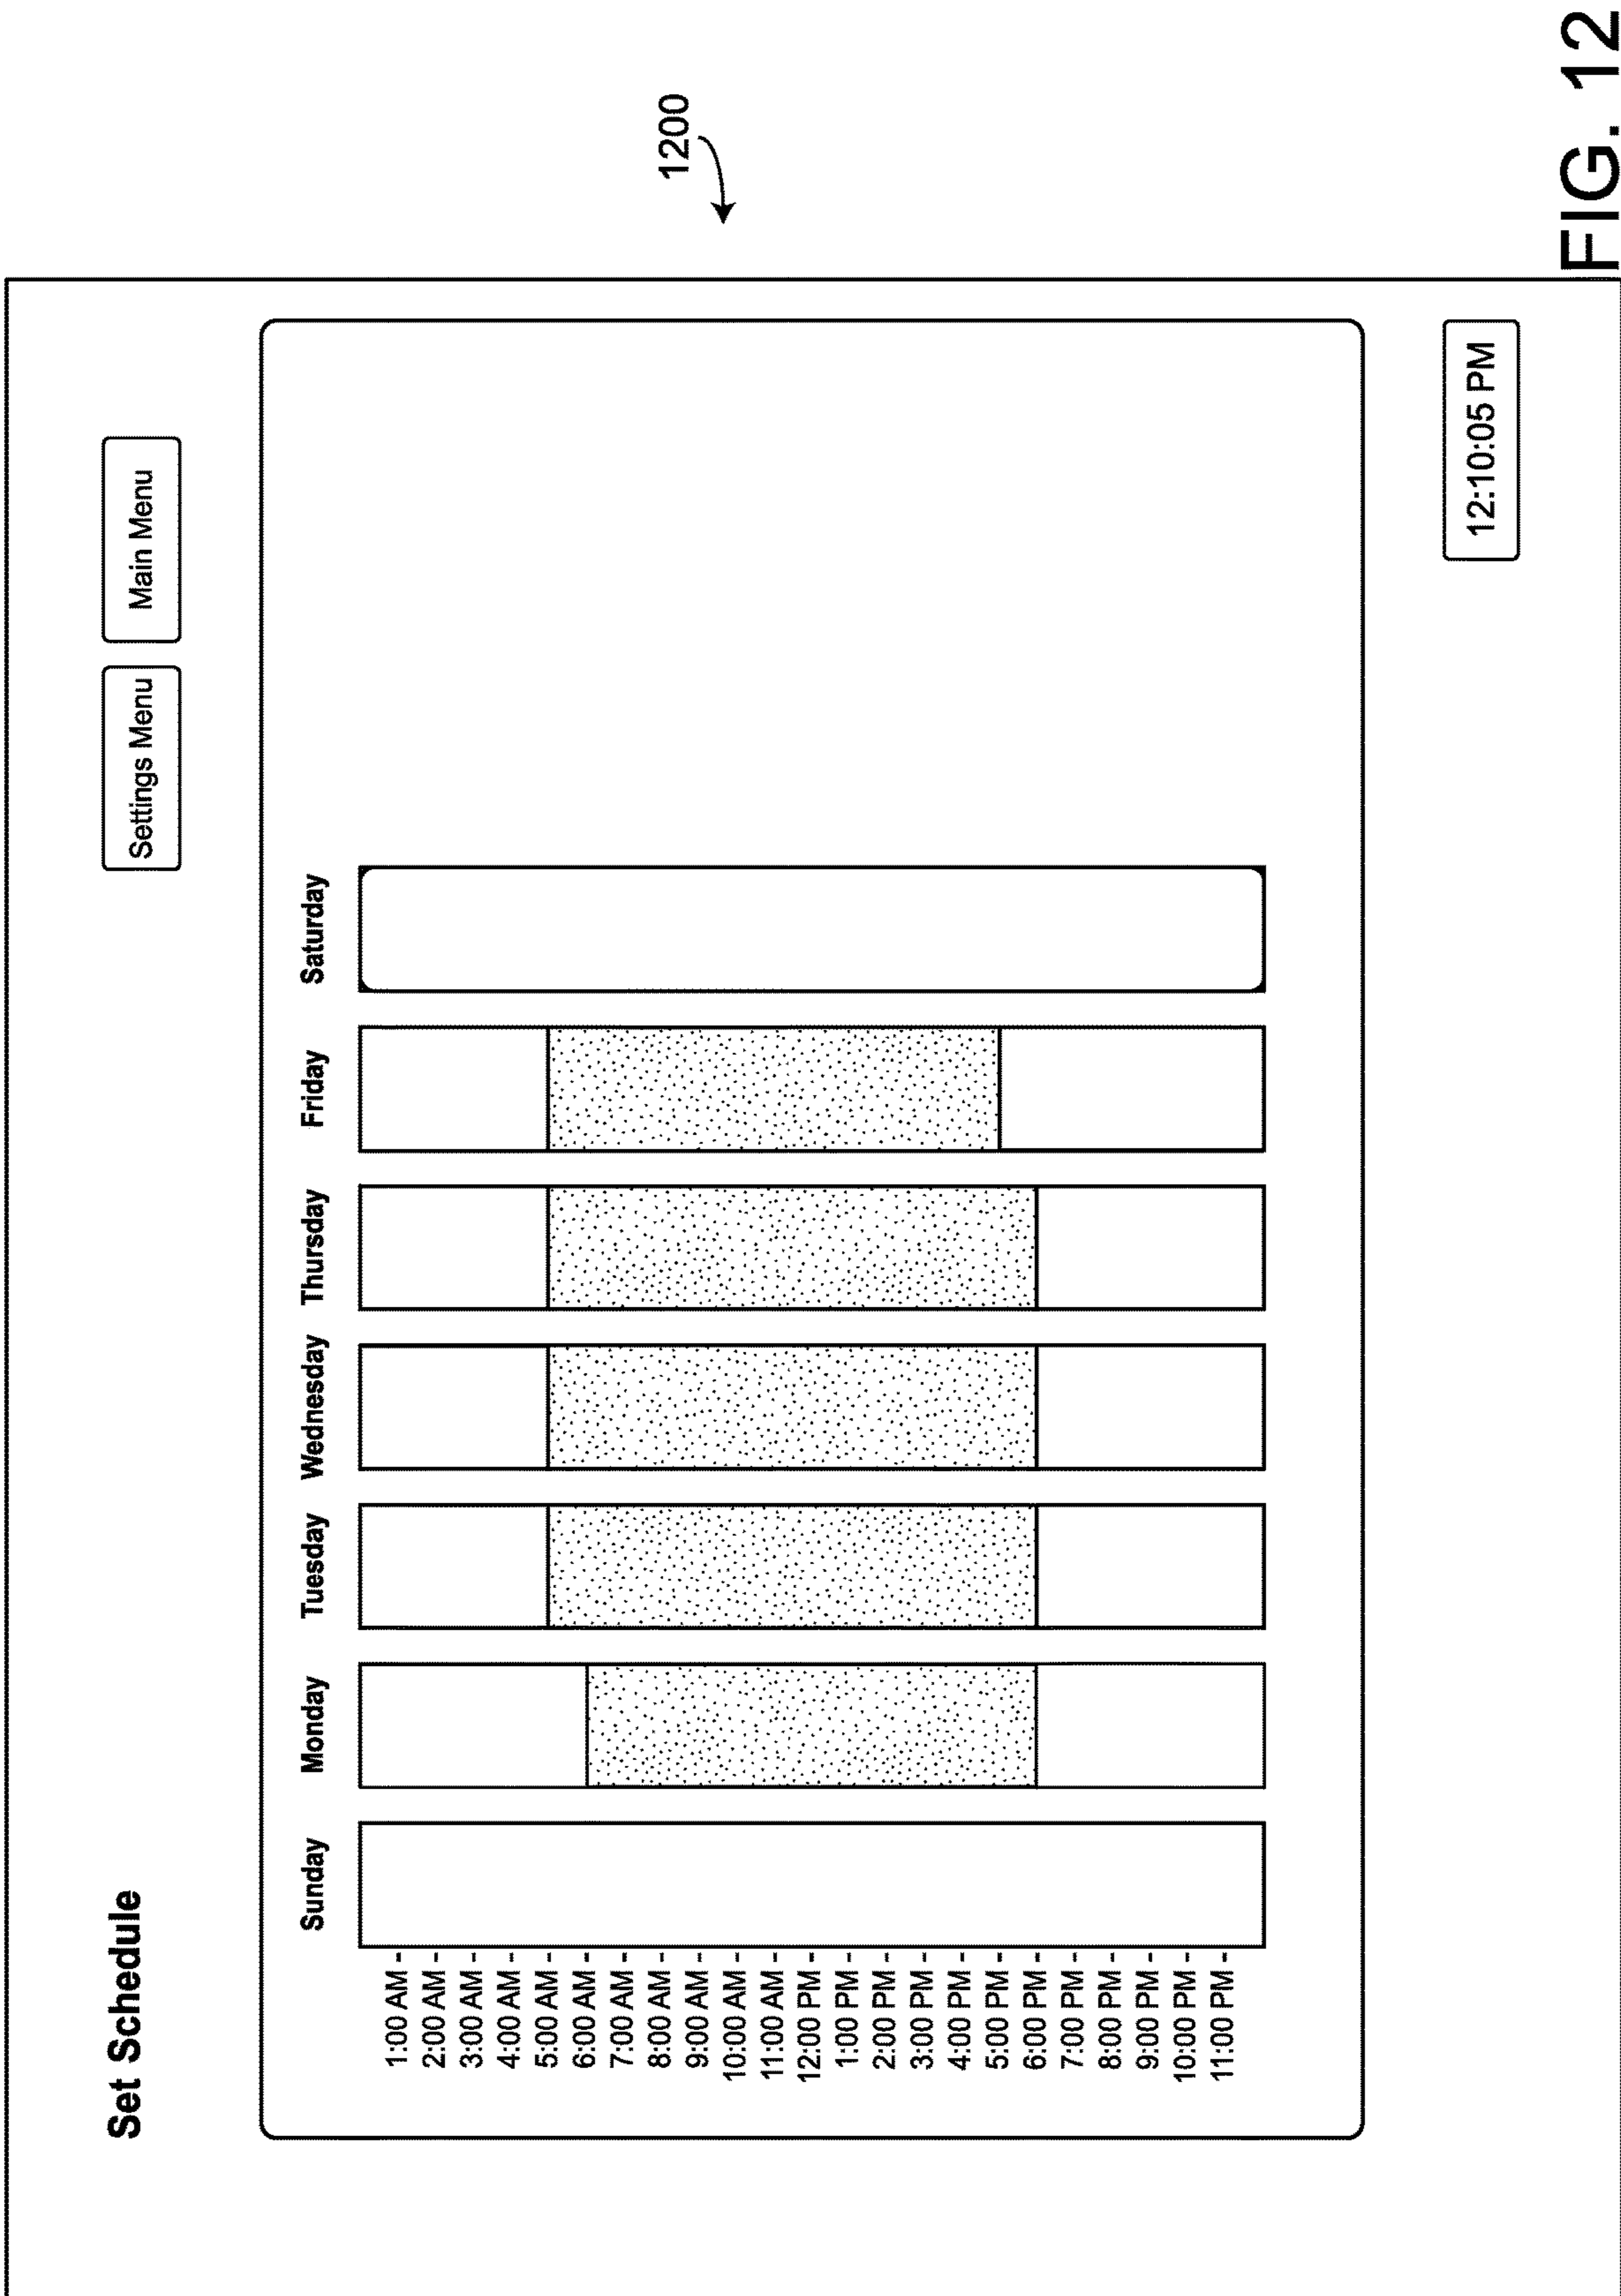 Set Schedule
Settings Menu
Main Menu
Sunday Monday Tuesday Wednesday Thursday Friday Saturday
1:00 AM
2:00 AM
3:00 AM
4:00 AM
5:00 AM
6:00 AM
7:00 AM
8:00 AM
9:00 AM
10:00 AM
11:00 AM
12:00 PM
1:00 PM
2:00 PM
3:00 PM
4:00 PM
5:00 PM
6:00 PM
7:00 PM
8:00 PM
9:00 PM
10:00 PM
11:00 PM
12:10:05 PM
1200
FIG. 12